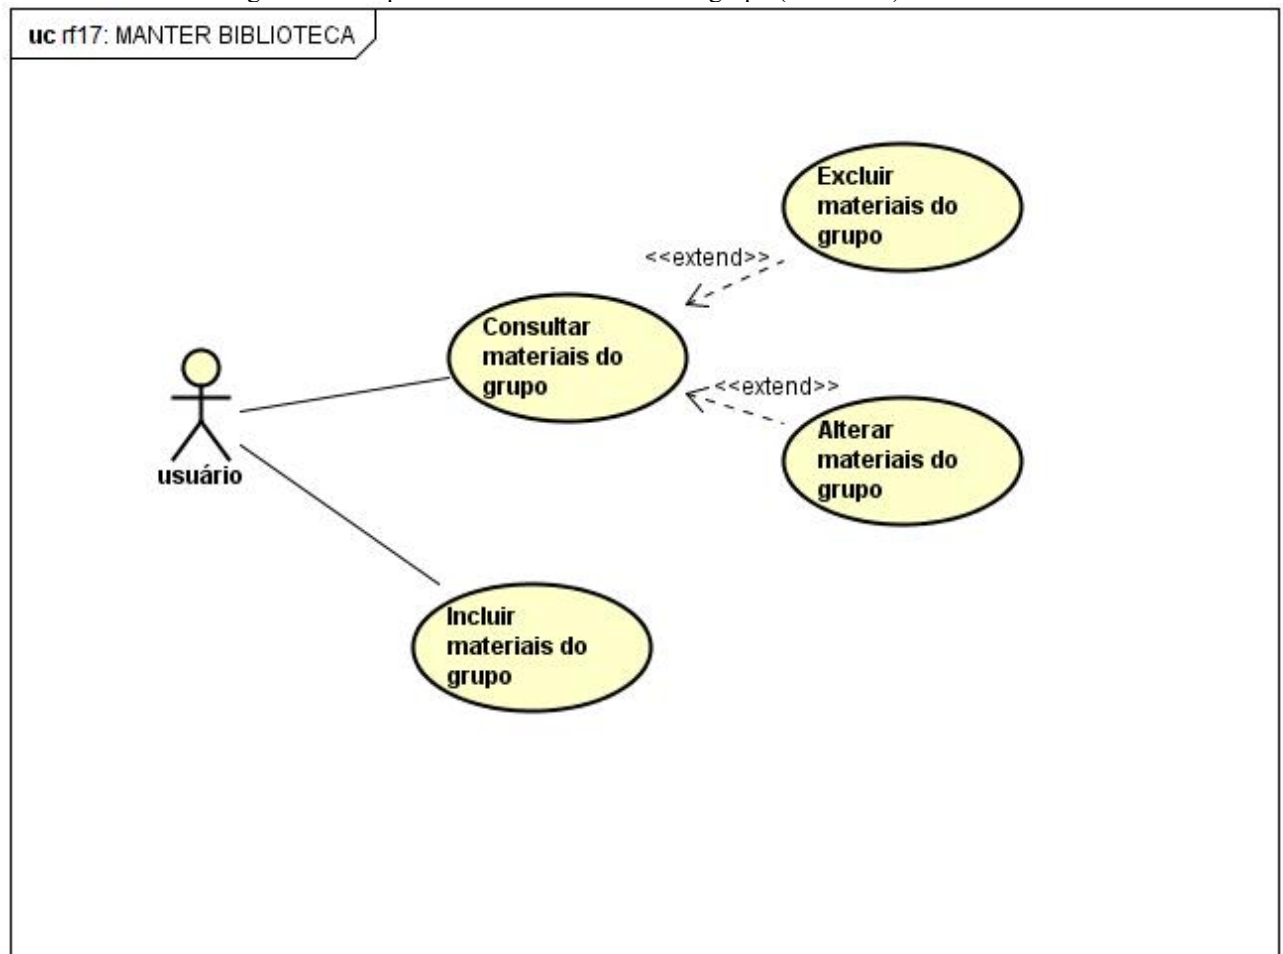 uc rf17: MANTER BIBLIOTECA
Excluir
materiais do
grupo
<<extend>>
Consultar
materiais do
grupo
<<extend>>
Alterar
materiais do
grupo
usuário
Incluir
materiais do
grupo